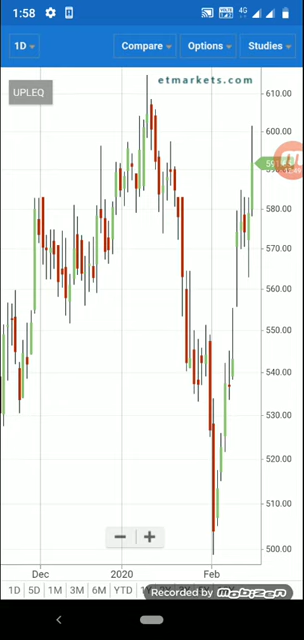 1:58
4G
1D
Compare
Options
Studies
etmarkets.com
UPLEQ
610.00
600.00
580.00
570.00
560.00
550.00
540.00
530.00
520.00
510.00
500.00
Dec
2020
Feb
1D 5D 1M 3M 6M YTD
Recorded by Mobizen